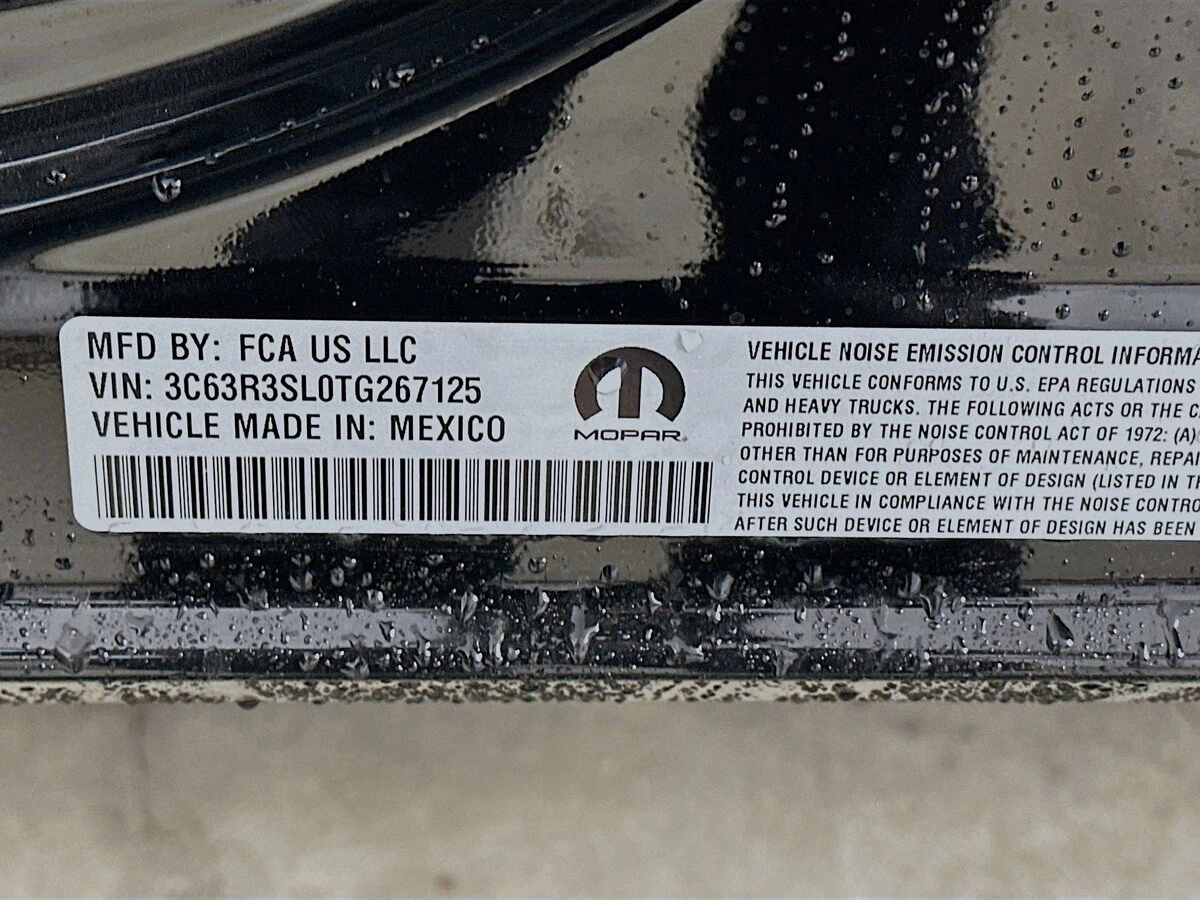 MFD BY: FCA US LLC
VIN: 3C63R3SL0TG267125
VEHICLE MADE IN: MEXICO
MOPAR®
VEHICLE NOISE EMISSION CONTROL INFORMA
THIS VEHICLE CONFORMS TO U.S. EPA REGULATIONS
AND HEAVY TRUCKS. THE FOLLOWING ACTS OR THE C
PROHIBITED BY THE NOISE CONTROL ACT OF 1972: (A)
OTHER THAN FOR PURPOSES OF MAINTENANCE, REPAI
CONTROL DEVICE OR ELEMENT OF DESIGN (LISTED IN TH
THIS VEHICLE IN COMPLIANCE WITH THE NOISE CONTRO
AFTER SUCH DEVICE OR ELEMENT OF DESIGN HAS BEEN